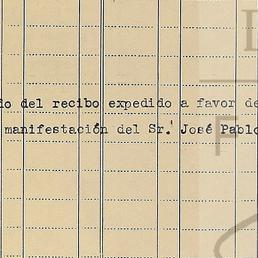 do del recibo expedido a favor de
manifestación del Sr. José Pablo